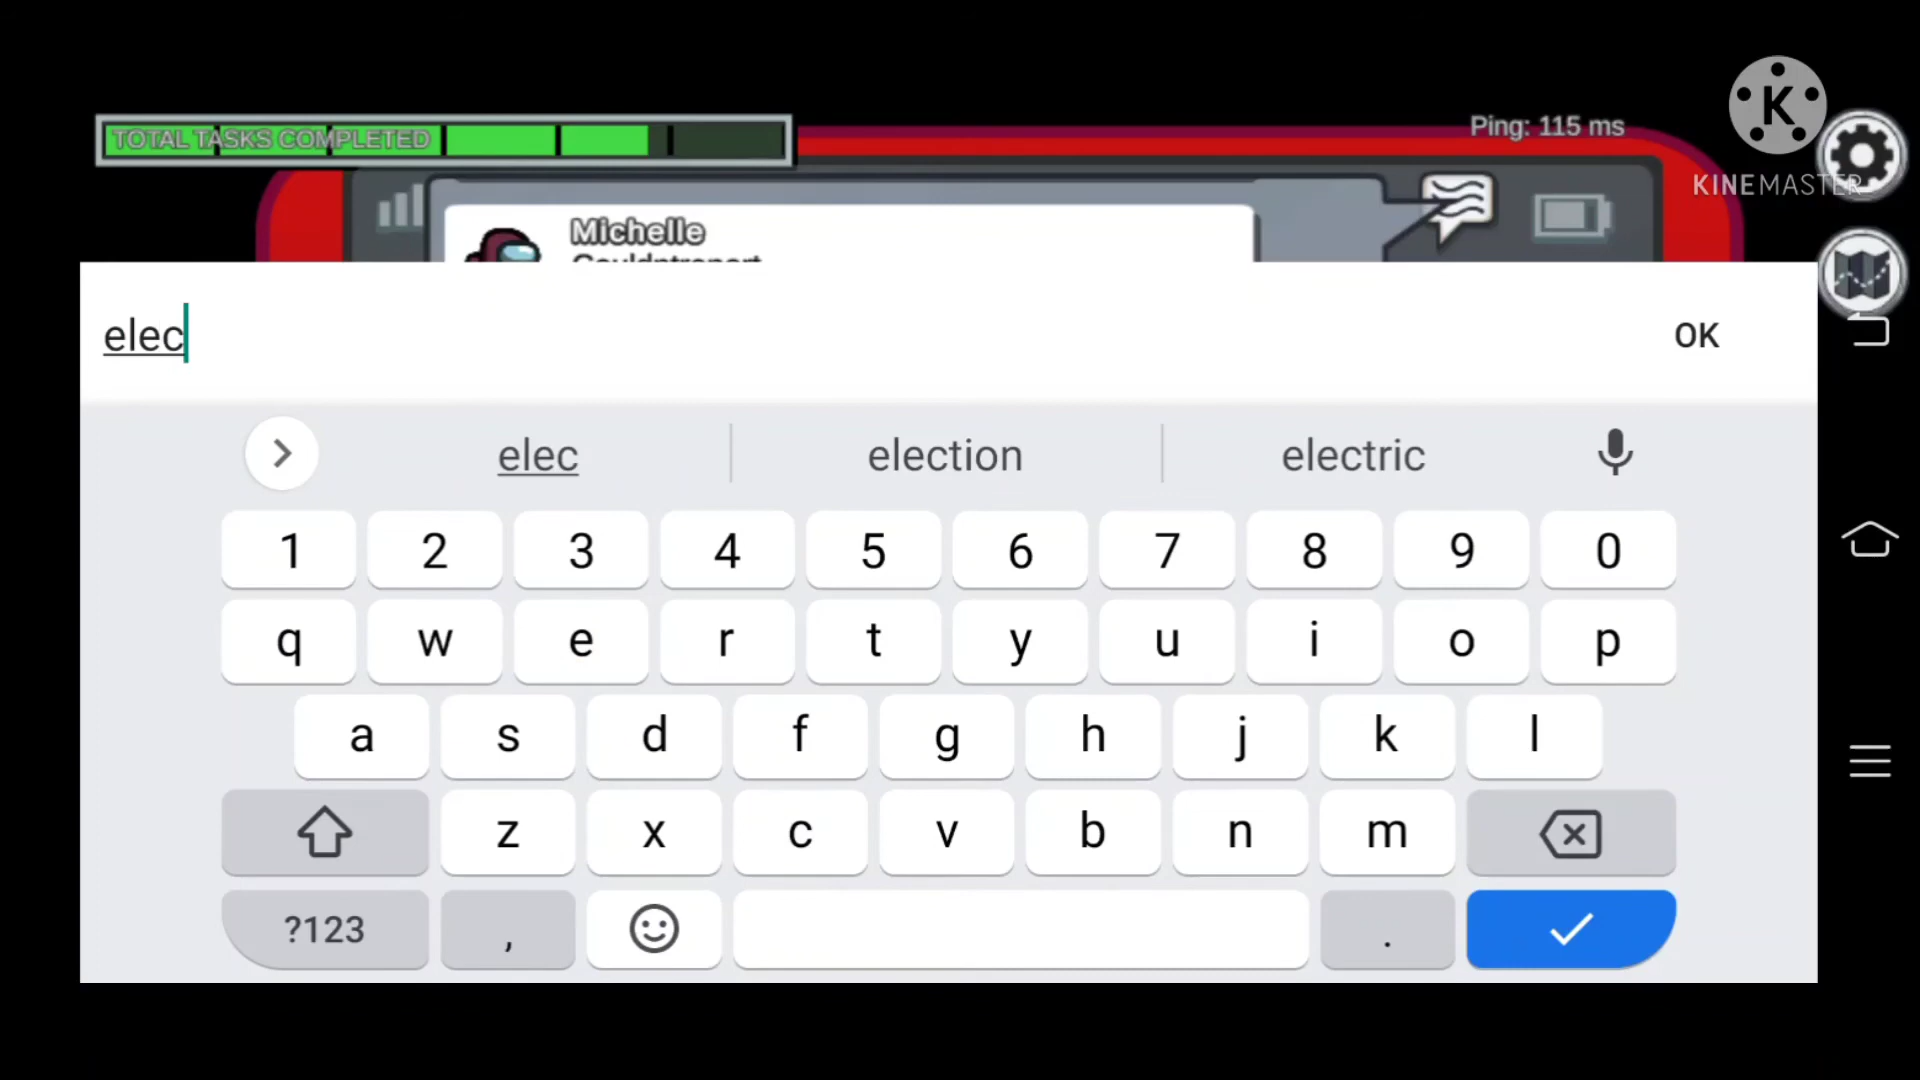 TOTAL TASKS COMPLETED
Ping: 115 ms
K
KINEMASTER
Michelle
Couldntreport
elec
OK
elec election electric
1 2 3 4 5 6 7 8 9 0
q w e r t y u i o p
a s d f g h j k l
z x c v b n m
?123 , .